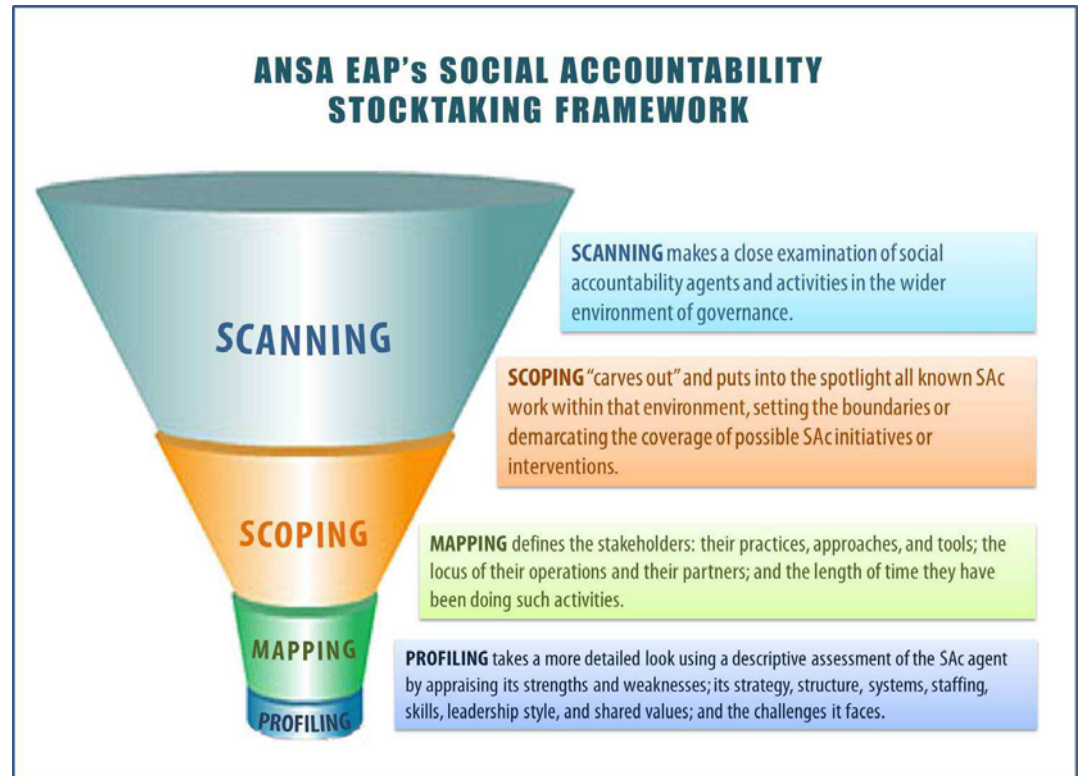 ANSA EAP's SOCIAL ACCOUNTABILITY
STOCKTAKING FRAMEWORK
SCANNING
SCANNING makes a close examination of social
accountability agents and activities in the wider
environment of governance.
SCOPING
SCOPING "carves out" and puts into the spotlight all known SAc
work within that environment, setting the boundaries or
demarcating the coverage of possible SAc initiatives or
interventions.
MAPPING
MAPPING defines the stakeholders: their practices, approaches, and tools; the
locus of their operations and their partners; and the length of time they have
been doing such activities.
PROFILING
PROFILING takes a more detailed look using a descriptive assessment of the SAc agent
by appraising its strengths and weaknesses; its strategy, structure, systems, staffing,
skills, leadership style, and shared values; and the challenges it faces.